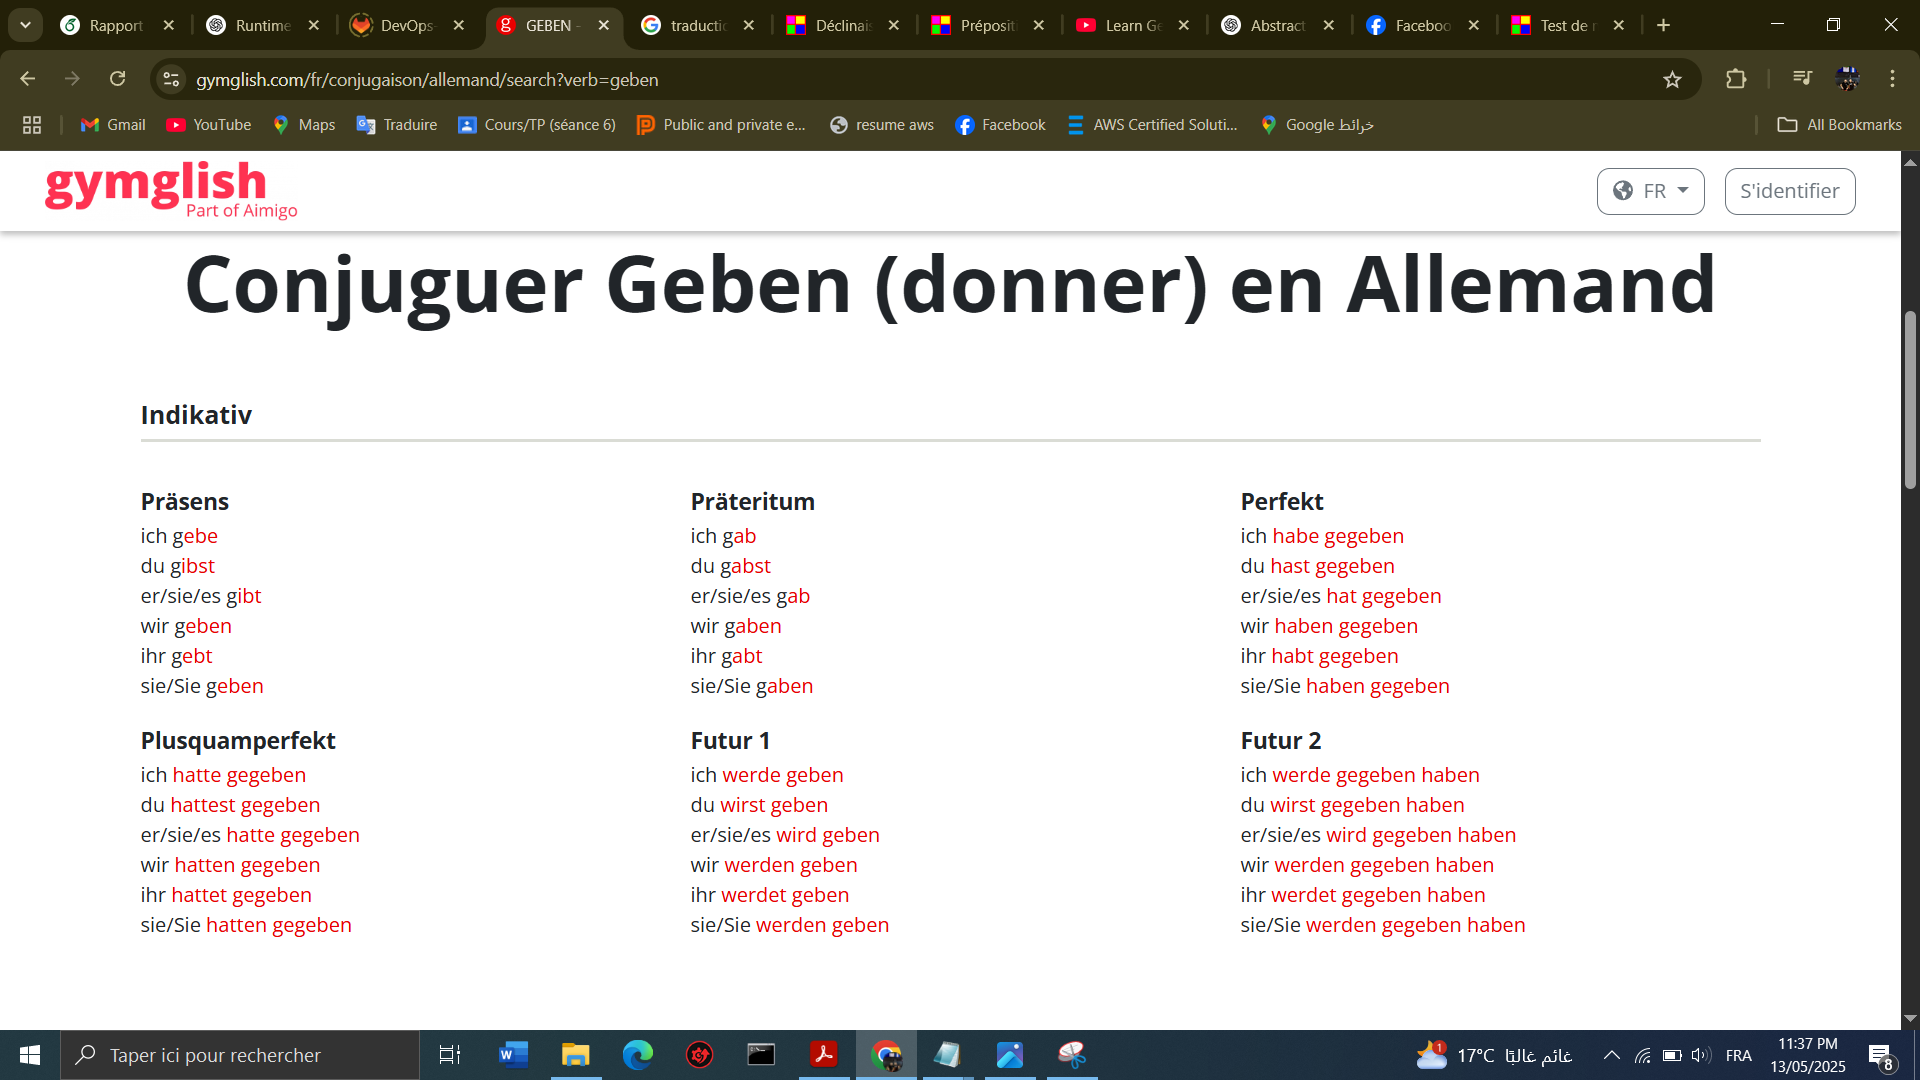 Rapport
Runtime
DevOps-
GEBEN -
traductio
Déclinais
Préposit
Learn Ge
Abstract
Faceboo
Test de n
gymglish.com/fr/conjugaison/allemand/search?verb=geben
Gmail
YouTube
Maps
Traduire
Cours/TP (séance 6)
Public and private e...
resume aws
Facebook
AWS Certified Soluti...
خرائط Google
All Bookmarks
gymglish
Part of Aimigo
FR
S'identifier
Conjuguer Geben (donner) en Allemand
Indikativ
Präsens
ich gebe
du gibst
er/sie/es gibt
wir geben
ihr gebt
sie/Sie geben
Präteritum
ich gab
du gabst
er/sie/es gab
wir gaben
ihr gabt
sie/Sie gaben
Perfekt
ich habe gegeben
du hast gegeben
er/sie/es hat gegeben
wir haben gegeben
ihr habt gegeben
sie/Sie haben gegeben
Plusquamperfekt
ich hatte gegeben
du hattest gegeben
er/sie/es hatte gegeben
wir hatten gegeben
ihr hattet gegeben
sie/Sie hatten gegeben
Futur 1
ich werde geben
du wirst geben
er/sie/es wird geben
wir werden geben
ihr werdet geben
sie/Sie werden geben
Futur 2
ich werde gegeben haben
du wirst gegeben haben
er/sie/es wird gegeben haben
wir werden gegeben haben
ihr werdet gegeben haben
sie/Sie werden gegeben haben
Taper ici pour rechercher
1
17°C غائم غالبًا
FRA
11:37 PM
13/05/2025
8